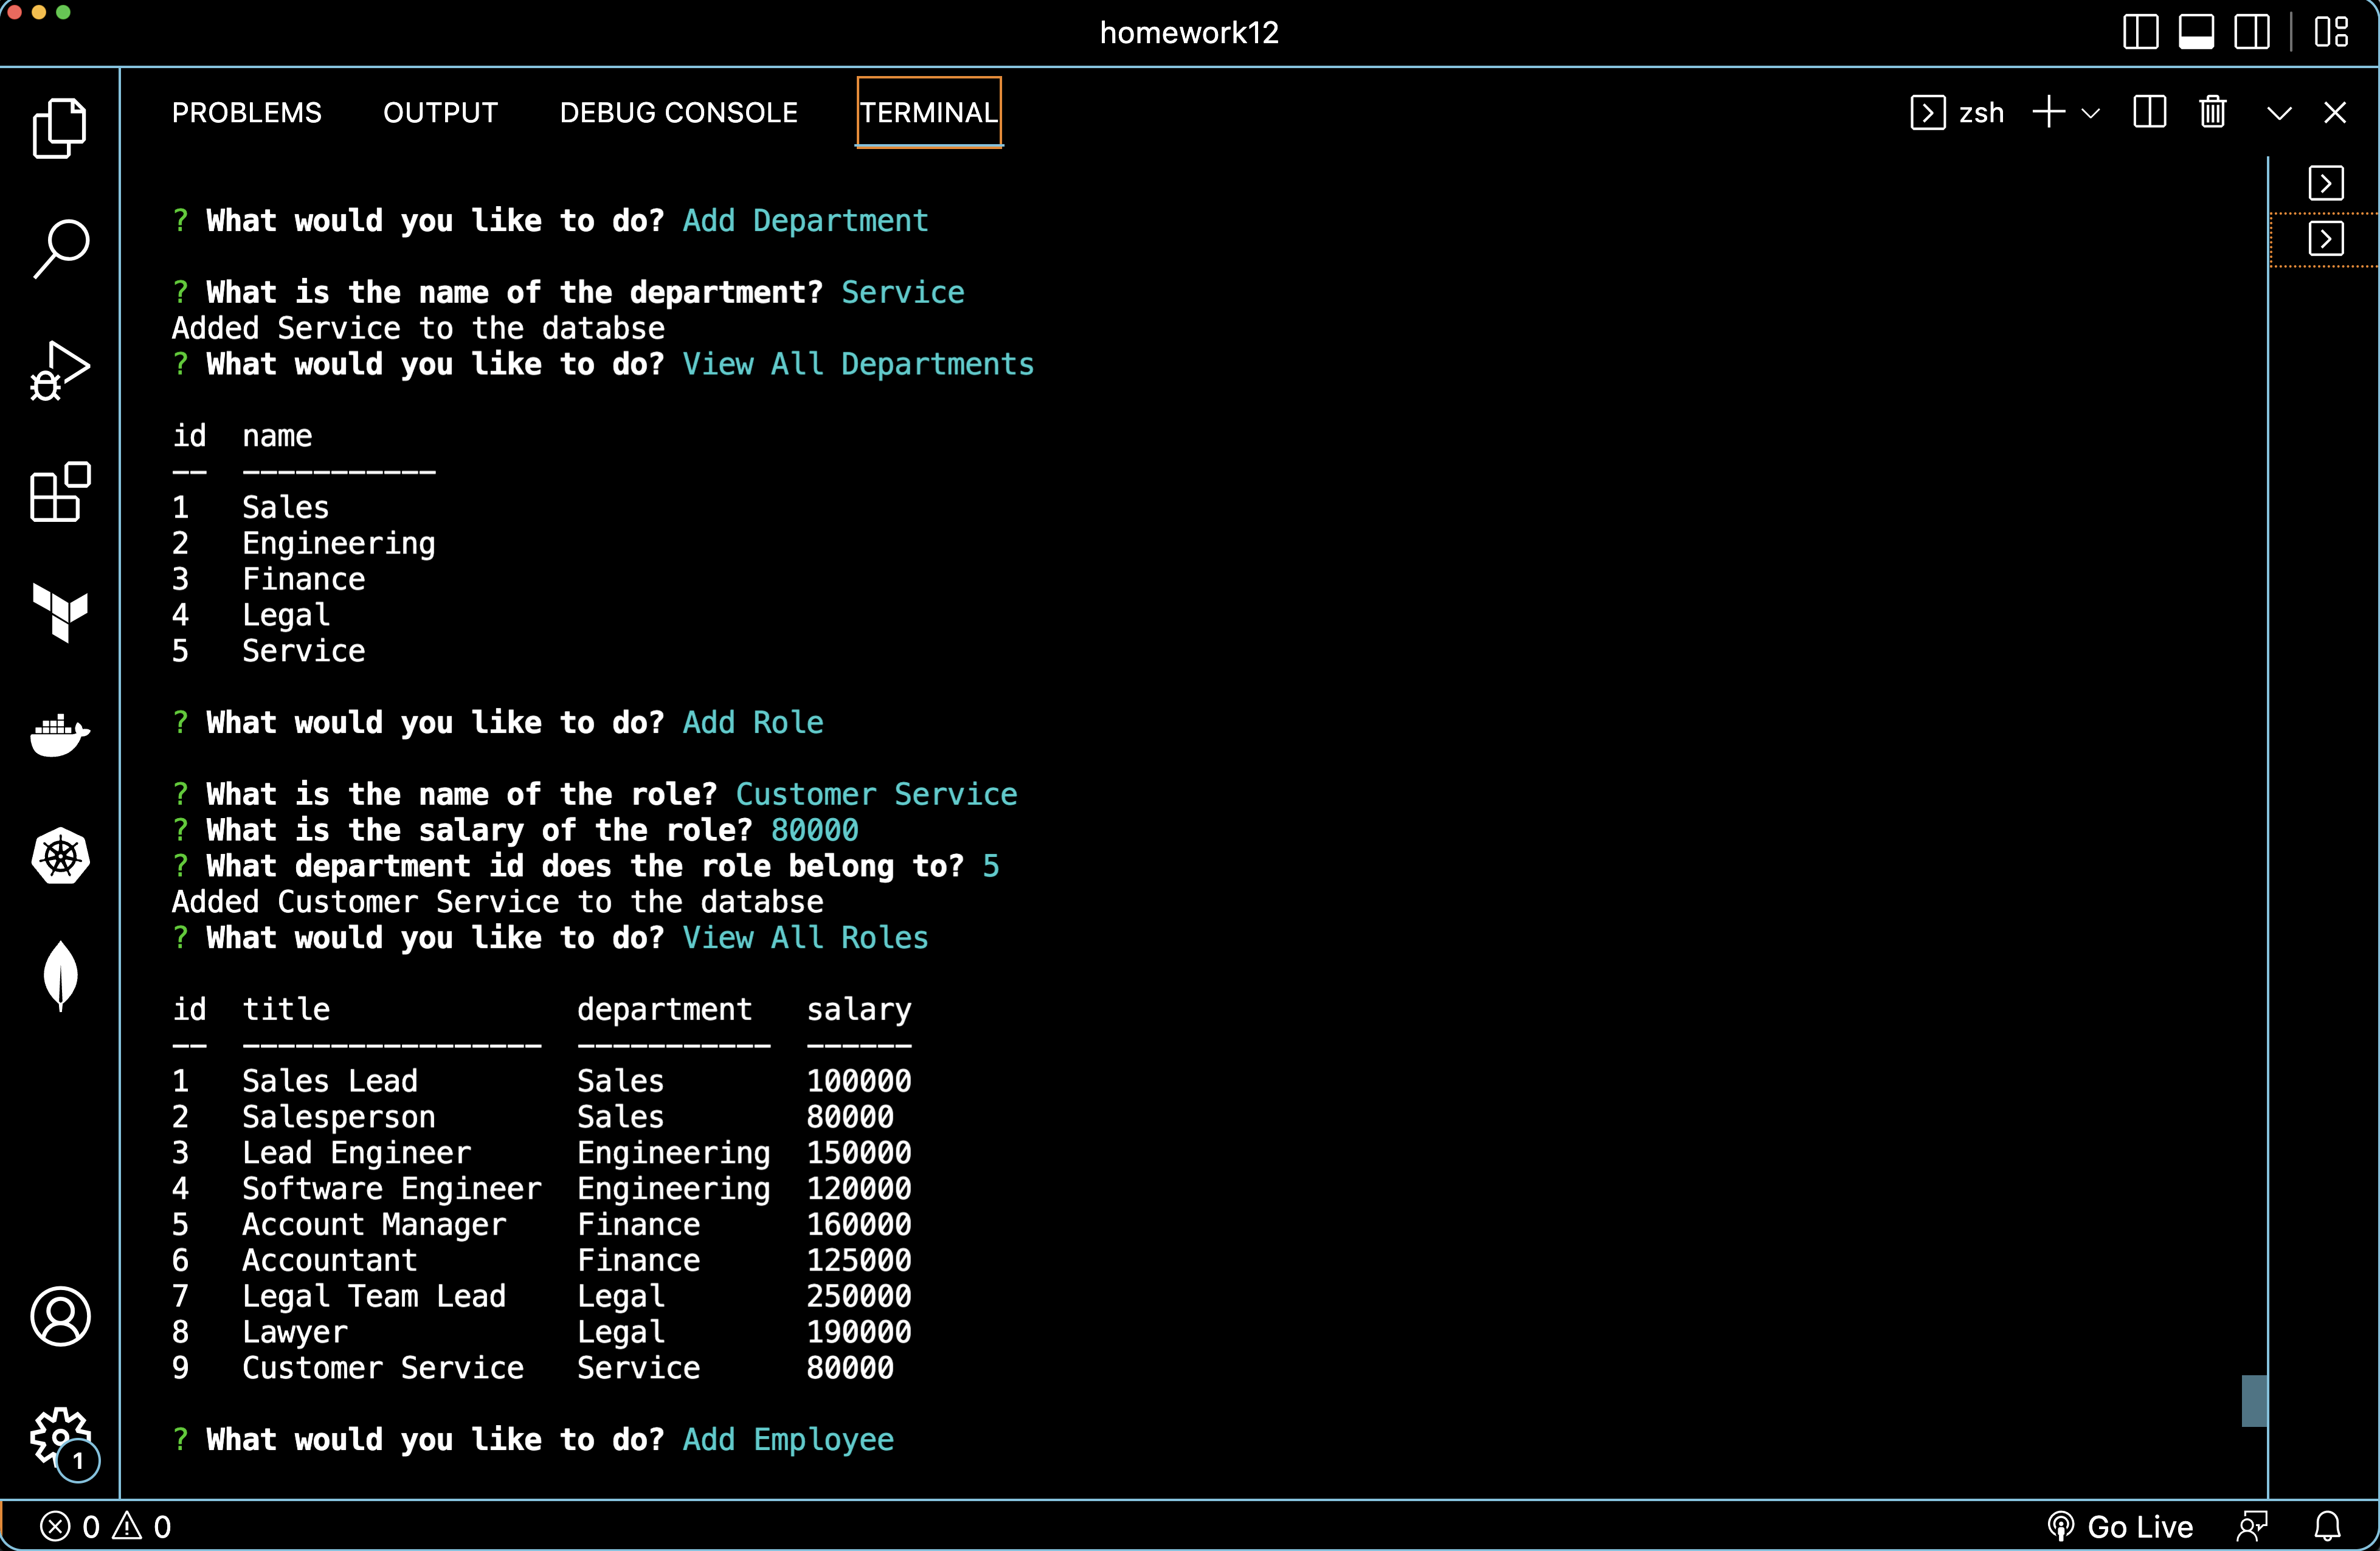 homework12
PROBLEMS OUTPUT DEBUG CONSOLE TERMINAL zsh
? What would you like to do? Add Department
? What is the name of the department? Service
Added Service to the databse
? What would you like to do? View All Departments
id name
-- -----------
1 Sales
2 Engineering
3 Finance
4 Legal
5 Service
? What would you like to do? Add Role
? What is the name of the role? Customer Service
? What is the salary of the role? 80000
? What department id does the role belong to? 5
Added Customer Service to the databse
? What would you like to do? View All Roles
id title department salary
-- ----------------- ----------- ------
1 Sales Lead Sales 100000
2 Salesperson Sales 80000
3 Lead Engineer Engineering 150000
4 Software Engineer Engineering 120000
5 Account Manager Finance 160000
6 Accountant Finance 125000
7 Legal Team Lead Legal 250000
8 Lawyer Legal 190000
9 Customer Service Service 80000
? What would you like to do? Add Employee
1
0 0 Go Live